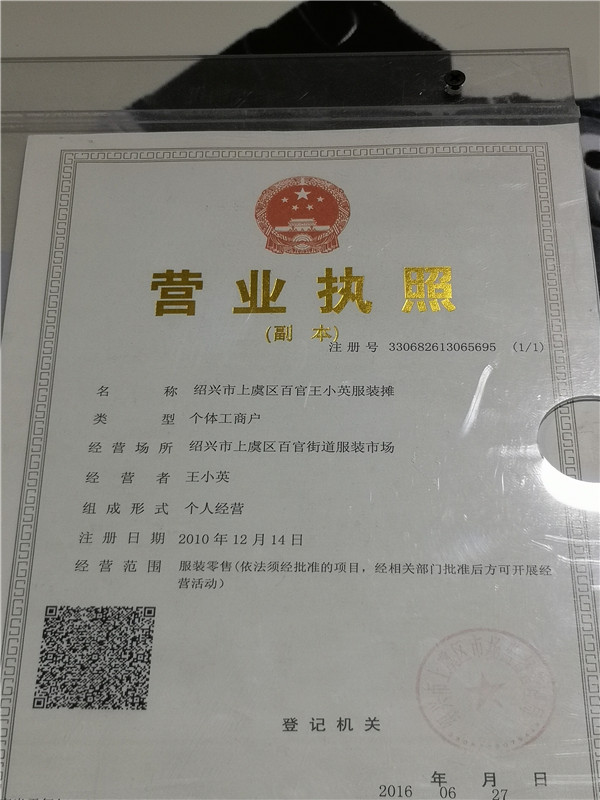 营业执照
(副 本)
注册号 330682613065695 (1/1)
名称 绍兴市上虞区百官王小英服装摊
类型 个体工商户
经营场所 绍兴市上虞区百官街道服装市场
经营者 王小英
组成形式 个人经营
注册日期 2010年12月14日
经营范围 服装零售(依法须经批准的项目，经相关部门批准后方可开展经
营活动)
登记机关
年 月 日
2016 06 27